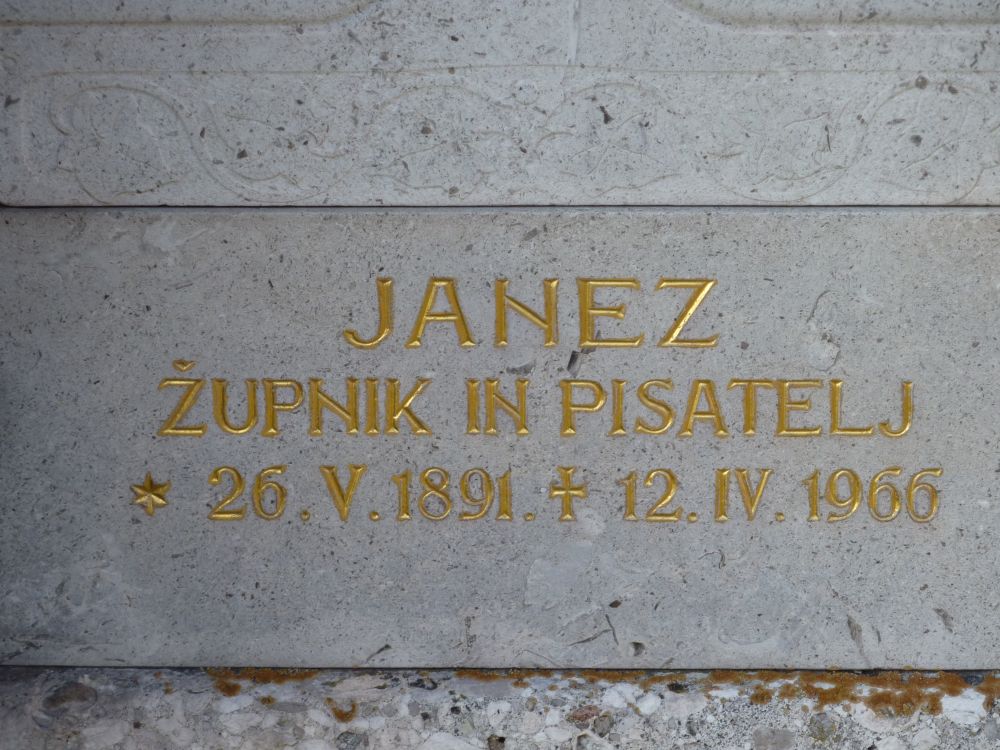 JANEZ
ŽUPNIK IN PISATELJ
* 26. V. 1891. ✝ 12. IV. 1966